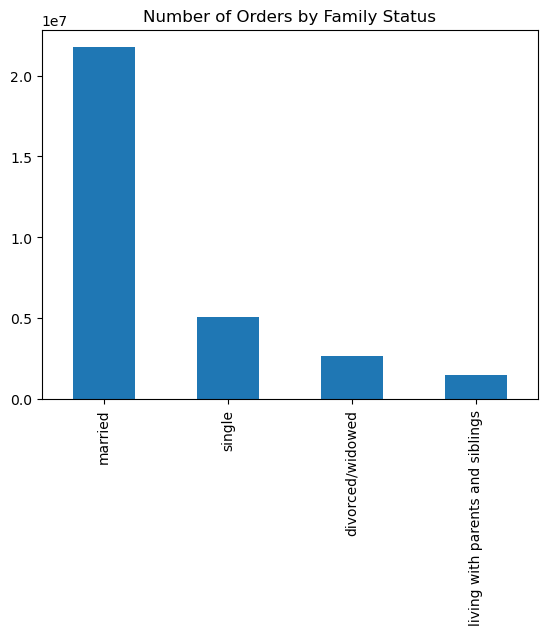 Number of Orders by Family Status
1e7
2.0
1.5
1.0
0.5
0.0
married
single
divorced/widowed
living with parents and siblings